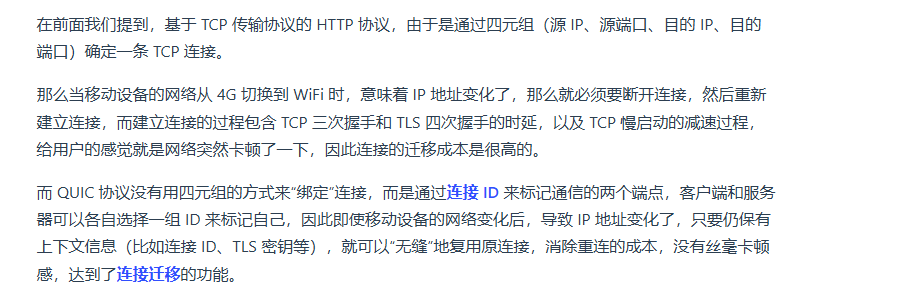 在前面我们提到，基于 TCP 传输协议的 HTTP 协议，由于是通过四元组（源 IP、源端口、目的 IP、目的
端口）确定一条 TCP 连接。
那么当移动设备的网络从 4G 切换到 WiFi 时，意味着 IP 地址变化了，那么就必须要断开连接，然后重新
建立连接，而建立连接的过程包含 TCP 三次握手和 TLS 四次握手的时延，以及 TCP 慢启动的减速过程，
给用户的感觉就是网络突然卡顿了一下，因此连接的迁移成本是很高的。
而 QUIC 协议没有用四元组的方式来“绑定”连接，而是通过连接 ID 来标记通信的两个端点，客户端和服务
器可以各自选择一组 ID 来标记自己，因此即使移动设备的网络变化后，导致 IP 地址变化了，只要仍保有
上下文信息（比如连接 ID、TLS 密钥等），就可以“无缝”地复用原连接，消除重连的成本，没有丝毫卡顿
感，达到了连接迁移的功能。